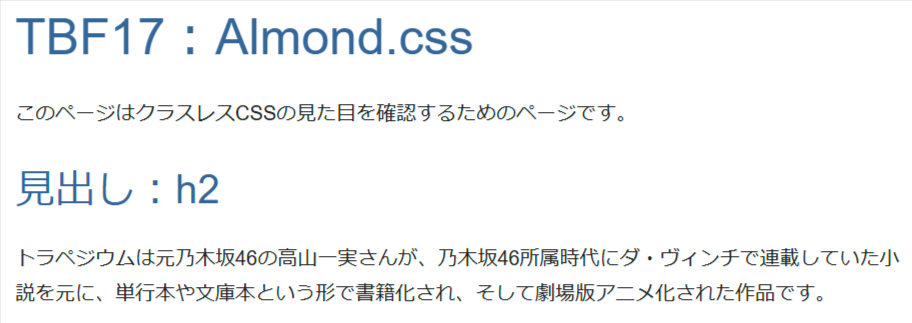 TBF17：Almond.css
このページはクラスレスCSSの見た目を確認するためのページです。
見出し：h2
トラペジウムは元乃木坂46の高山一実さんが、乃木坂46所属時代にダ・ヴィンチで連載していた小
説を元に、単行本や文庫本という形で書籍化され、そして劇場版アニメ化された作品です。